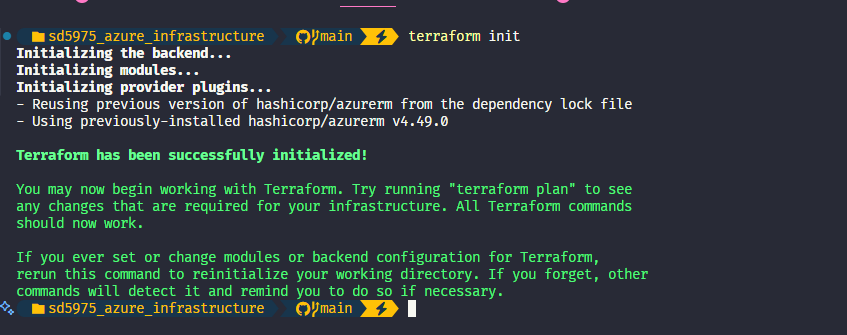 sd5975_azure_infrastructure main terraform init
Initializing the backend...
Initializing modules...
Initializing provider plugins...
- Reusing previous version of hashicorp/azurerm from the dependency lock file
- Using previously-installed hashicorp/azurerm v4.49.0
Terraform has been successfully initialized!
You may now begin working with Terraform. Try running "terraform plan" to see
any changes that are required for your infrastructure. All Terraform commands
should now work.
If you ever set or change modules or backend configuration for Terraform,
rerun this command to reinitialize your working directory. If you forget, other
commands will detect it and remind you to do so if necessary.
sd5975_azure_infrastructure main